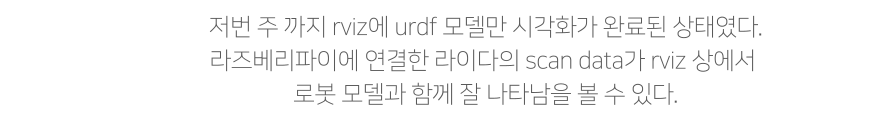 저번 주 까지 rviz에 urdf 모델만 시각화가 완료된 상태였다.
라즈베리파이에 연결한 라이다의 scan data가 rviz 상에서
로봇 모델과 함께 잘 나타남을 볼 수 있다.